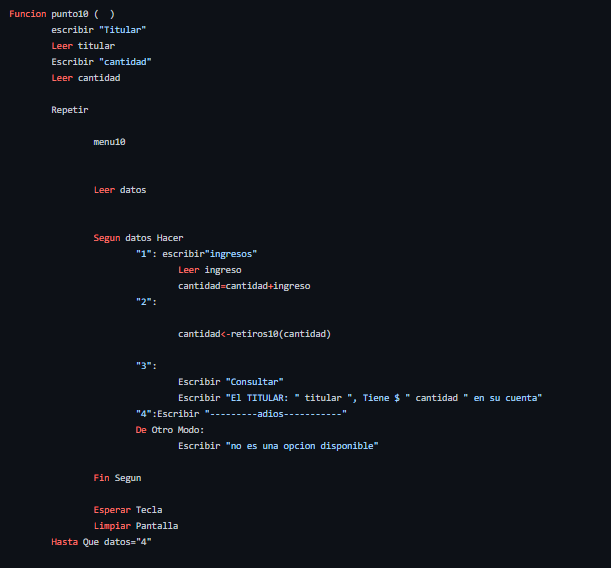 Funcion punto10 (  )
escribir "Titular"
Leer titular
Escribir "cantidad"
Leer cantidad
Repetir
menu10
Leer datos
Segun datos Hacer
"1": escribir"ingresos"
Leer ingreso
cantidad=cantidad+ingreso
"2":
cantidad<-retiros10(cantidad)
"3":
Escribir "Consultar"
Escribir "El TITULAR: " titular ", Tiene $ " cantidad " en su cuenta"
"4":Escribir "---------adios-----------"
De Otro Modo:
Escribir "no es una opcion disponible"
Fin Segun
Esperar Tecla
Limpiar Pantalla
Hasta Que datos="4"